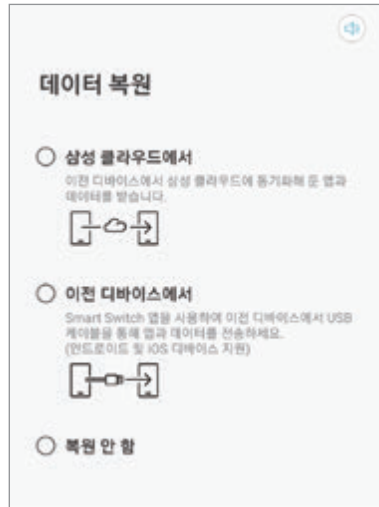 데이터 복원
삼성 클라우드에서
이전 디바이스에서 삼성 클라우드에 동기화해 둔 앱과
데이터를 받습니다.
이전 디바이스에서
Smart Switch 앱을 사용하여 이전 디바이스에서 USB
케이블을 통해 앱과 데이터를 전송하세요.
(안드로이드 및 iOS 디바이스 지원)
복원 안 함